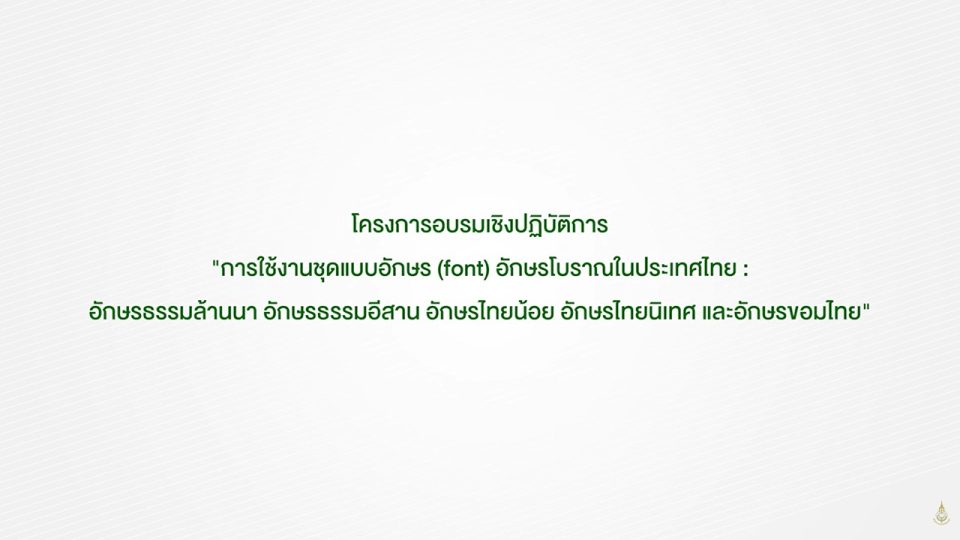 โครงการอบรมเชิงปฏิบัติการ
"การใช้งานชุดแบบอักษร (font) อักษรโบราณในประเทศไทย :
อักษรธรรมล้านนา อักษรธรรมอีสาน อักษรไทยน้อย อักษรไทยนิเทศ และอักษรขอมไทย"